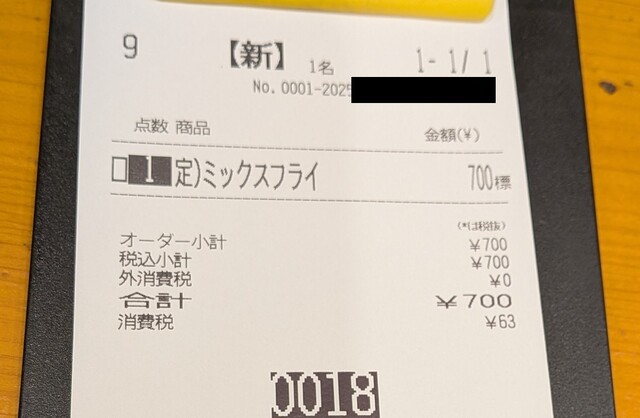 9 【新】 1名 1- 1/ 1
No. 0001-2025
点数 商品 金額(¥)
□ 1 定)ミックスフライ 700標
(*は税抜)
オーダー小計 ¥700
税込小計 ¥700
外消費税 ¥0
合計 ¥700
消費税 ¥63
0018